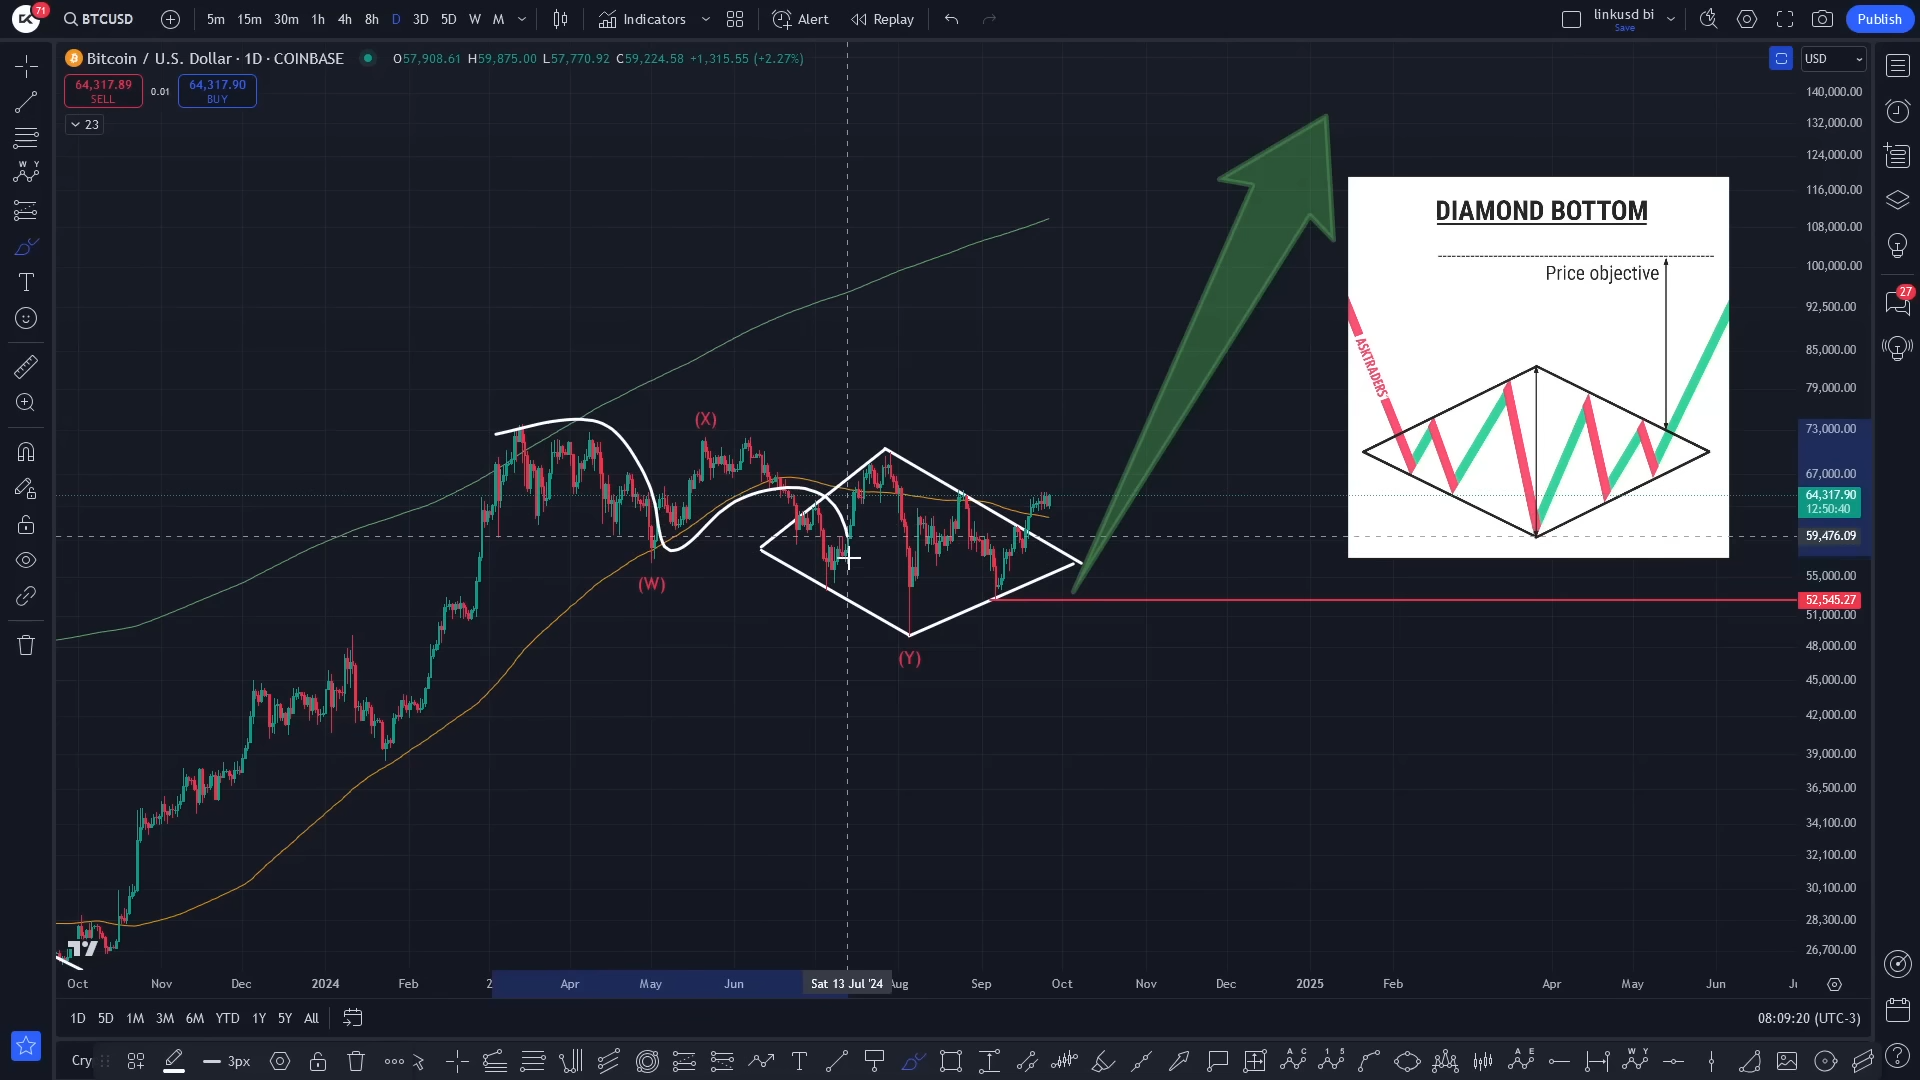 71
BTCUSD
5m 15m 30m 1h 4h 8h D 3D 5D W M
Indicators
Alert
Replay
linkusd bi
Save
Publish
Bitcoin / U.S. Dollar · 1D · COINBASE
O57,908.61 H59,875.00 L57,770.92 C59,224.58 +1,315.55 (+2.27%)
USD
64,317.89
SELL
0.01
64,317.90
BUY
23
140,000.00
132,000.00
124,000.00
116,000.00
108,000.00
100,000.00
92,500.00
85,000.00
79,000.00
73,000.00
67,000.00
64,317.90
12:50:40
59,476.09
55,000.00
52,545.27
51,000.00
48,000.00
45,000.00
42,000.00
39,000.00
36,500.00
34,100.00
32,100.00
30,100.00
28,300.00
26,700.00
27
DIAMOND BOTTOM
Price objective
ASKTRADERS
(X)
(W)
(Y)
Oct Nov Dec 2024 Feb 2 Apr May Jun Sat 13 Jul '24 Aug Sep Oct Nov Dec 2025 Feb Apr May Jun
1D 5D 1M 3M 6M YTD 1Y 5Y All
08:09:20 (UTC-3)
Cry
3px